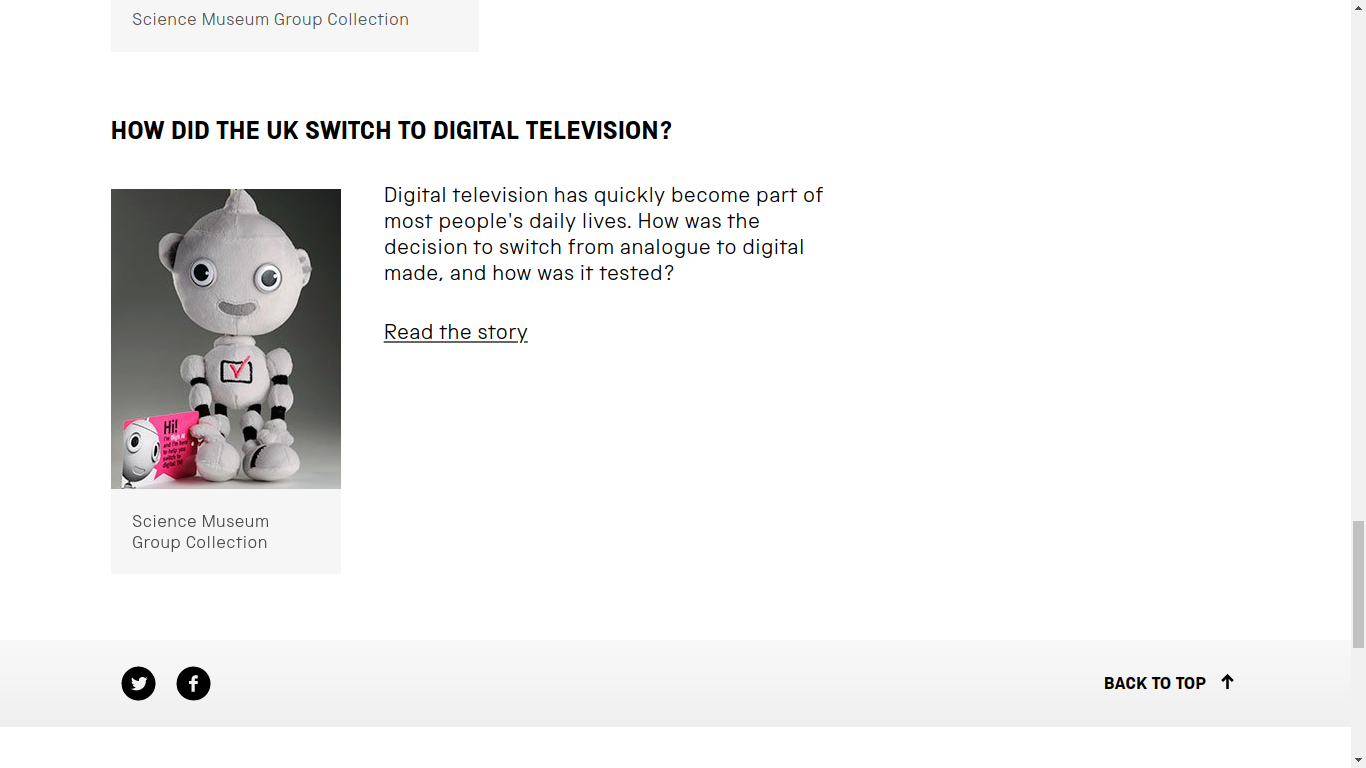 Science Museum Group Collection
HOW DID THE UK SWITCH TO DIGITAL TELEVISION?
Digital television has quickly become part of
most people's daily lives. How was the
decision to switch from analogue to digital
made, and how was it tested?
Read the story
Hi!
I'm Digit Al
and I'm here
to help you
switch to
digital TV!
Science Museum
Group Collection
BACK TO TOP